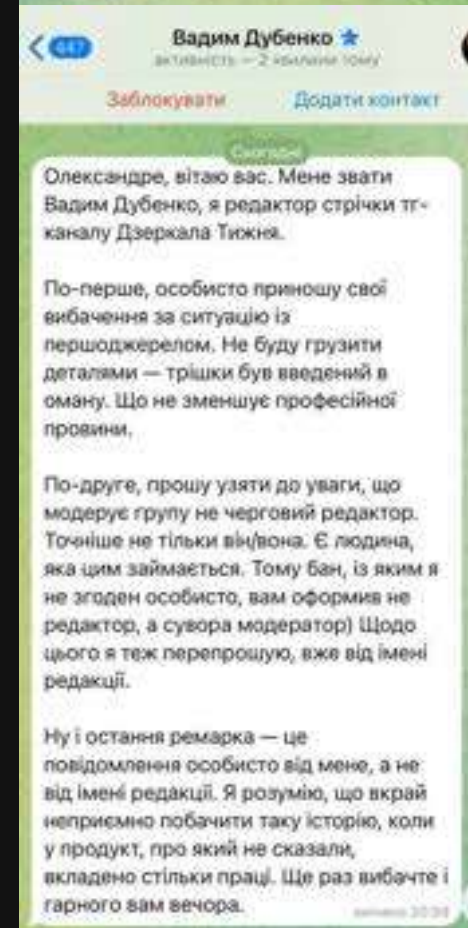 447
Вадим Дубенко
активність — 2 хвилини тому
Заблокувати
Додати контакт
Сьогодні
Олександре, вітаю вас. Мене звати
Вадим Дубенко, я редактор стрічки тг-
каналу Дзеркала Тижня.
По-перше, особисто приношу свої
вибачення за ситуацію із
першоджерелом. Не буду грузити
деталями — трішки був введений в
оману. Що не зменшує професійної
провини.
По-друге, прошу узяти до уваги, що
модерує групу не черговий редактор.
Точніше не тільки він/вона. Є людина,
яка цим займається. Тому бан, із яким я
не згоден особисто, вам оформив не
редактор, а сувора модератор) Щодо
цього я теж перепрошую, вже від імені
редакції.
Ну і остання ремарка — це
повідомлення особисто від мене, а не
від імені редакції. Я розумію, що вкрай
неприємно побачити таку історію, коли
у продукт, про який не сказали,
вкладено стільки праці. Ще раз вибачте і
гарного вам вечора.